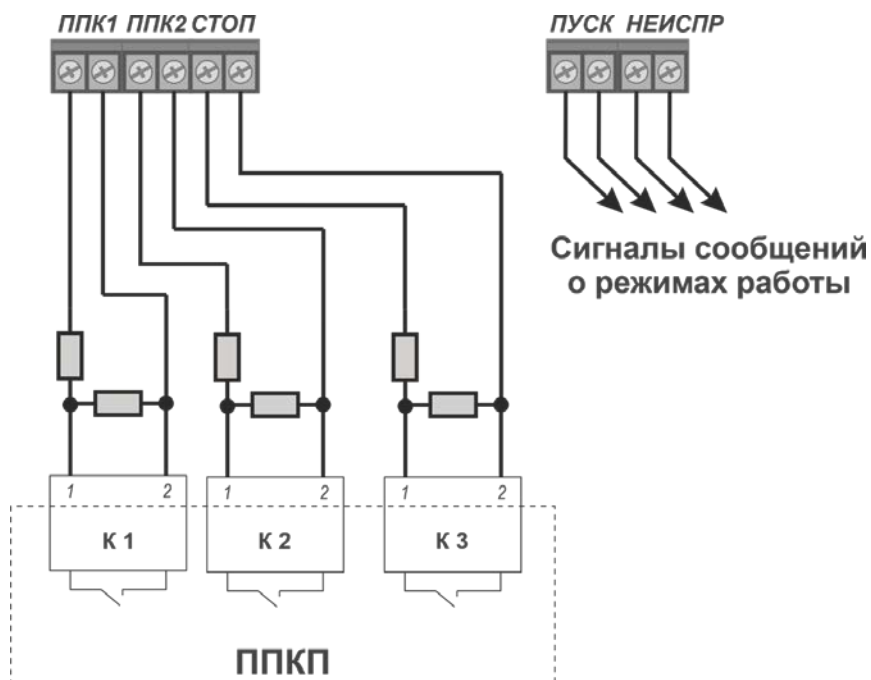 ППК1 ППК2 СТОП
ПУСК НЕИСПР
Сигналы сообщений
о режимах работы
1 2 1 2 1 2
К 1 К 2 К 3
ППКП